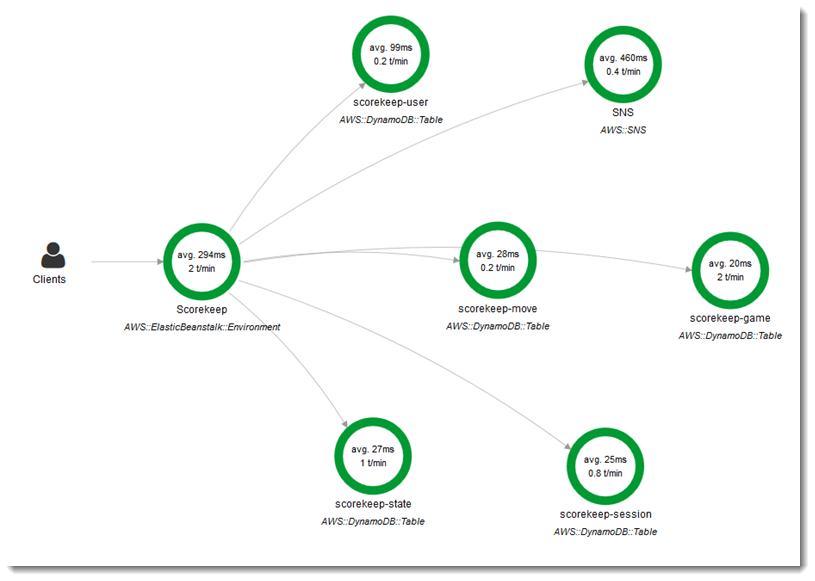 avg. 99ms
0.2 t/min
scorekeep-user
AWS::DynamoDB::Table
avg. 460ms
0.4 t/min
SNS
AWS::SNS
Clients
avg. 294ms
2 t/min
Scorekeep
AWS::ElasticBeanstalk::Environment
avg. 28ms
0.2 t/min
scorekeep-move
AWS::DynamoDB::Table
avg. 20ms
2 t/min
scorekeep-game
AWS::DynamoDB::Table
avg. 27ms
1 t/min
scorekeep-state
AWS::DynamoDB::Table
avg. 25ms
0.8 t/min
scorekeep-session
AWS::DynamoDB::Table